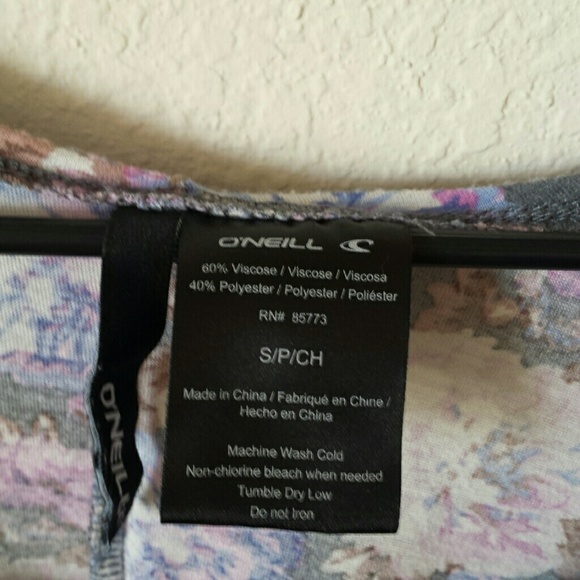 O'NEILL
60% Viscose / Viscose / Viscosa
40% Polyester / Polyester / Poliéster
RN# 85773
S/P/CH
Made in China / Fabriqué en Chine /
Hecho en China
Machine Wash Cold
Non-chlorine bleach when needed
Tumble Dry Low
Do not Iron
O'NEILL